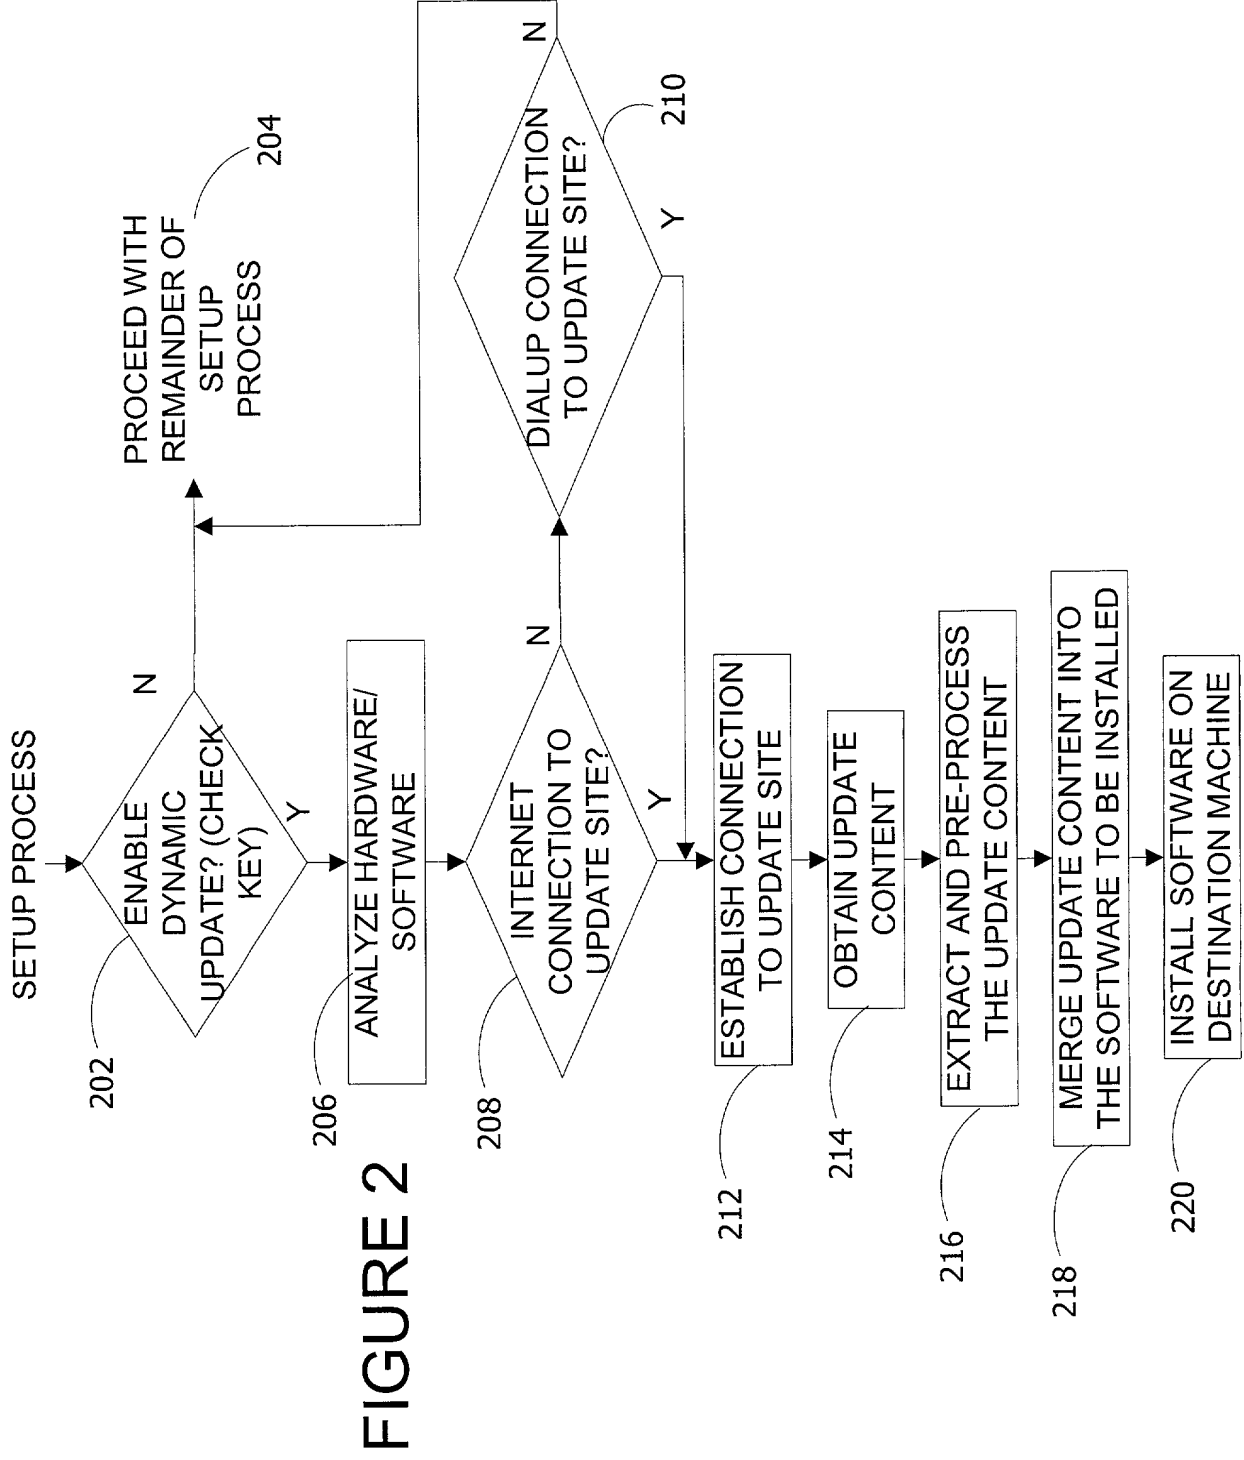 SETUP PROCESS
ENABLE
DYNAMIC
UPDATE? (CHECK
KEY)
202
N
Y
PROCEED WITH
REMAINDER OF
SETUP
PROCESS
204
ANALYZE HARDWARE/
SOFTWARE
206
INTERNET
CONNECTION TO
UPDATE SITE?
208
N
Y
DIALUP CONNECTION
TO UPDATE SITE?
210
N
Y
ESTABLISH CONNECTION
TO UPDATE SITE
212
OBTAIN UPDATE
CONTENT
214
EXTRACT AND PRE-PROCESS
THE UPDATE CONTENT
216
MERGE UPDATE CONTENT INTO
THE SOFTWARE TO BE INSTALLED
218
INSTALL SOFTWARE ON
DESTINATION MACHINE
220
FIGURE 2